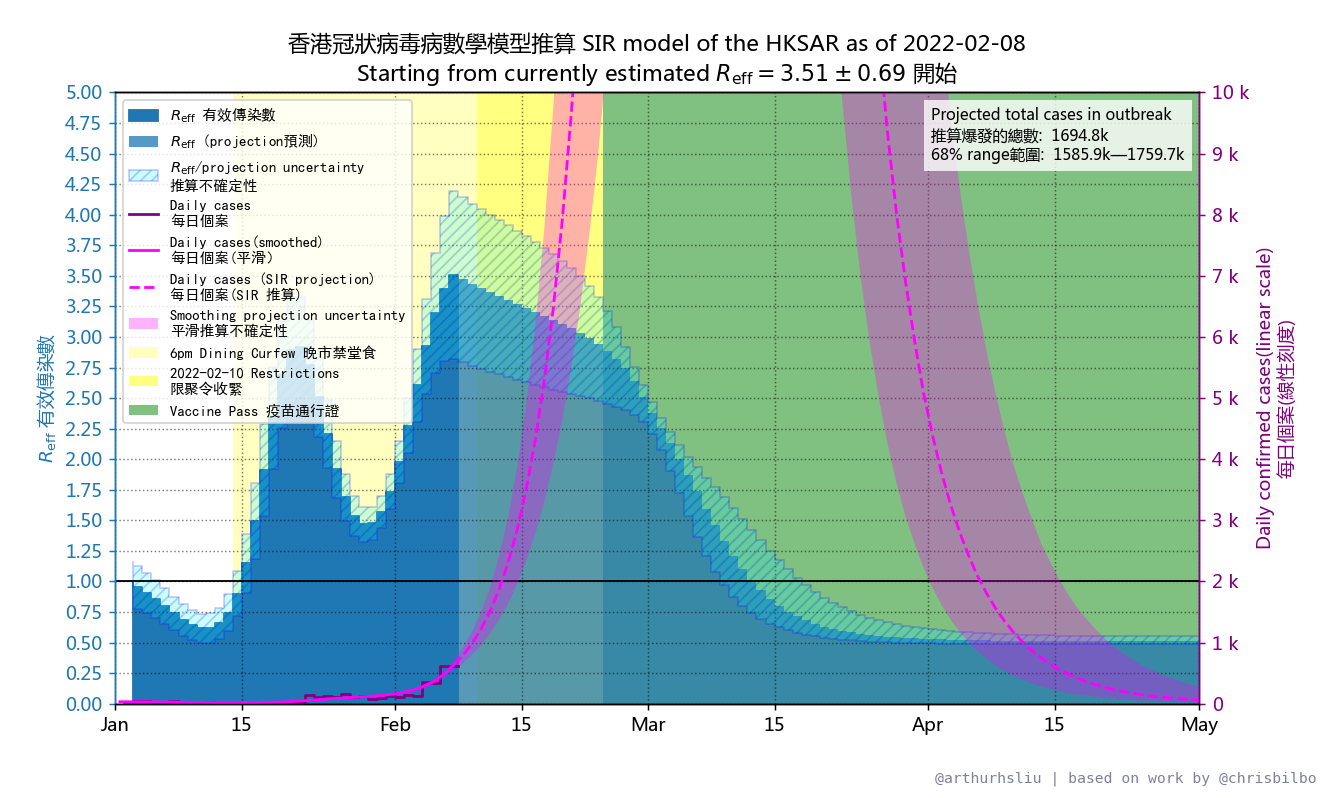 香港冠狀病毒病數學模型推算 SIR model of the HKSAR as of 2022-02-08
Starting from currently estimated Reff = 3.51 ± 0.69 開始
5.00
4.75
4.50
4.25
4.00
3.75
3.50
3.25
3.00
2.75
2.50
2.25
2.00
1.75
1.50
1.25
1.00
0.75
0.50
0.25
0.00
Reff 有效傳染數
Reff 有效傳染數
Reff (projection預測)
Reff/projection uncertainty
推算不確定性
Daily cases
每日個案
Daily cases(smoothed)
每日個案(平滑)
Daily cases (SIR projection)
每日個案(SIR 推算)
Smoothing projection uncertainty
平滑推算不確定性
6pm Dining Curfew 晚市禁堂食
2022-02-10 Restrictions
限聚令收緊
Vaccine Pass 疫苗通行證
Projected total cases in outbreak
推算爆發的總數: 1694.8k
68% range範圍: 1585.9k—1759.7k
10 k
9 k
8 k
7 k
6 k
5 k
4 k
3 k
2 k
1 k
0
Daily confirmed cases(linear scale)
每日個案(線性刻度)
Jan
15
Feb
15
Mar
15
Apr
15
May
@arthurhsliu | based on work by @chrisbilbo